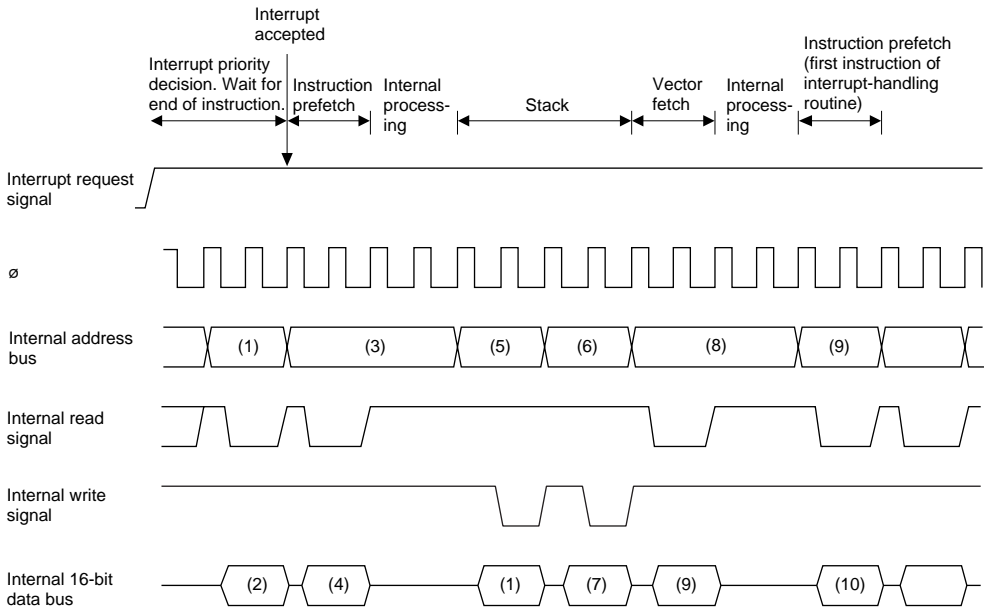 Interrupt
accepted
Interrupt priority
decision. Wait for
end of instruction.
Instruction
prefetch
Internal
process-
ing
Stack
Vector
fetch
Internal
process-
ing
Instruction prefetch
(first instruction of
interrupt-handling
routine)
Interrupt request
signal
ø
Internal address
bus
(1) (3) (5) (6) (8) (9)
Internal read
signal
Internal write
signal
Internal 16-bit
data bus
(2) (4) (1) (7) (9) (10)